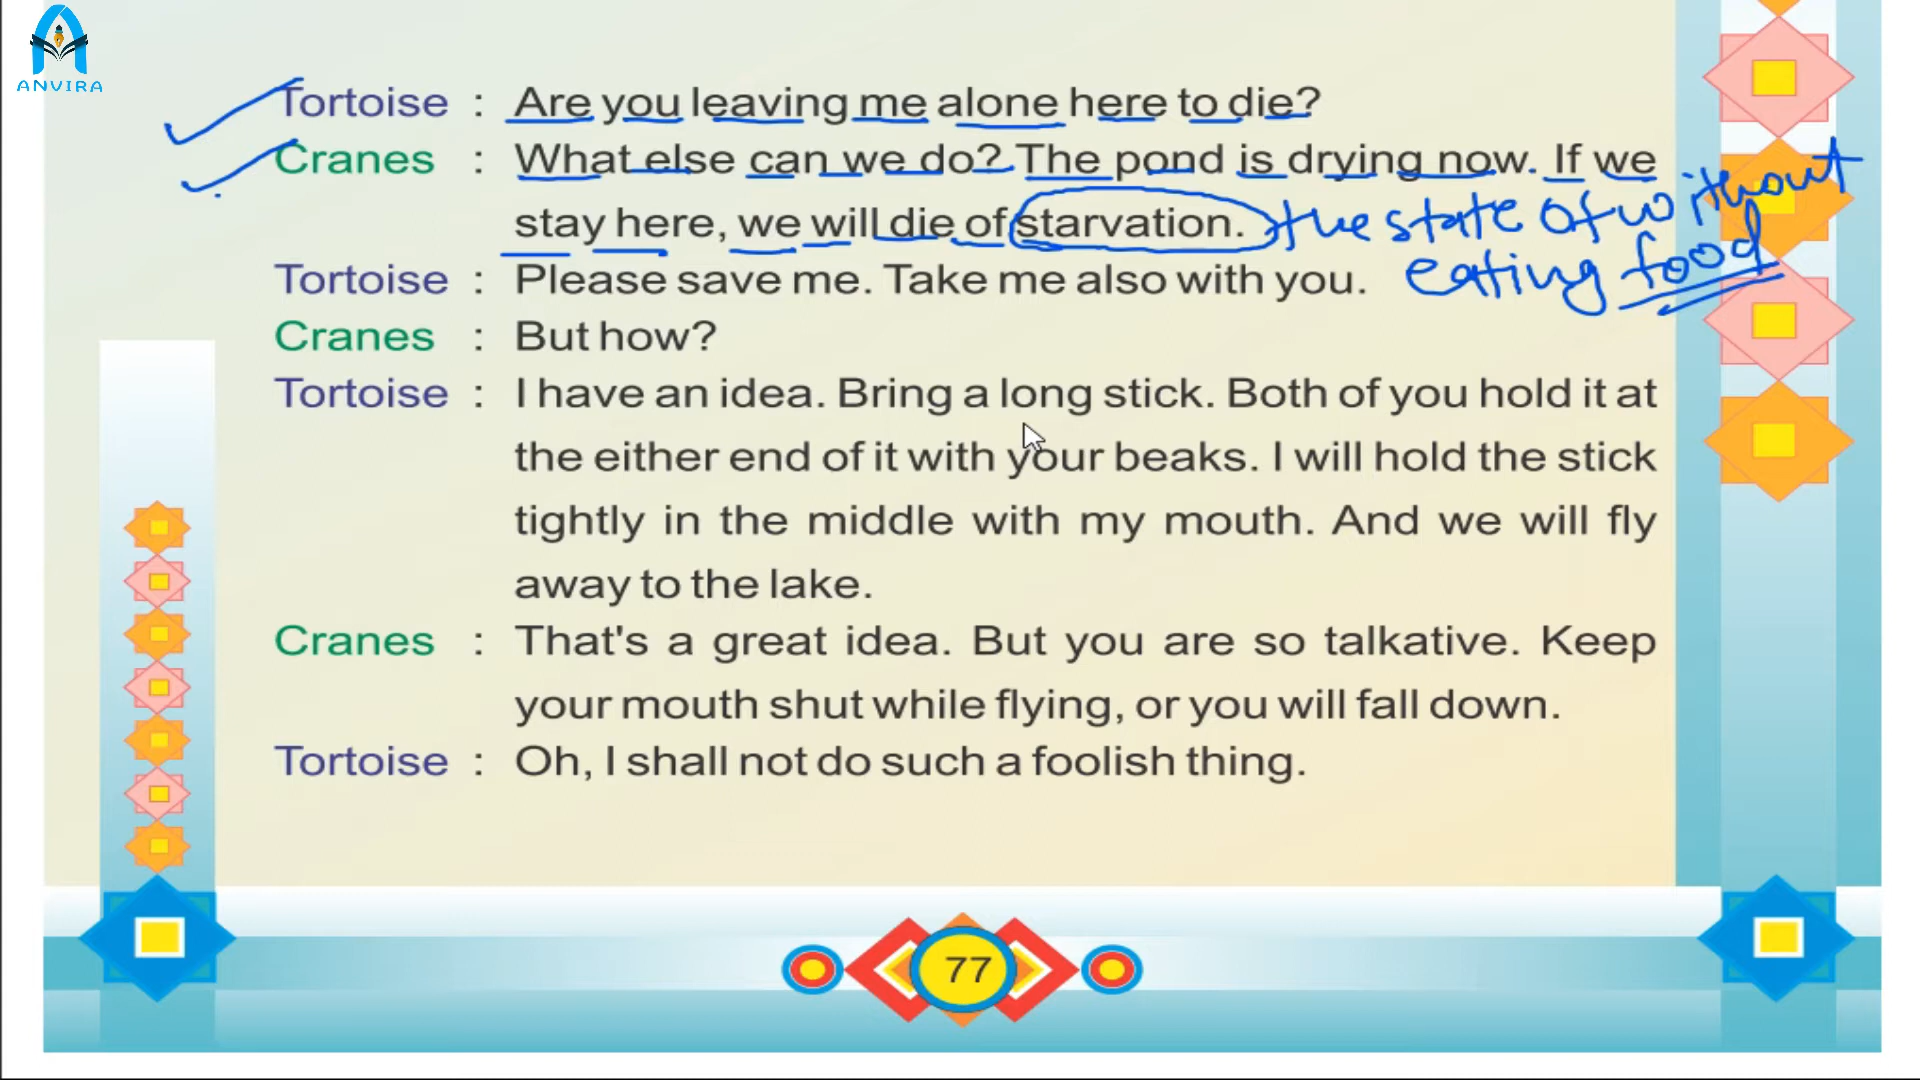 ANVIRA
Tortoise : Are you leaving me alone here to die?
Cranes : What else can we do? The pond is drying now. If we
stay here, we will die of starvation. the state of without
eating food
Tortoise : Please save me. Take me also with you.
Cranes : But how?
Tortoise : I have an idea. Bring a long stick. Both of you hold it at
the either end of it with your beaks. I will hold the stick
tightly in the middle with my mouth. And we will fly
away to the lake.
Cranes : That's a great idea. But you are so talkative. Keep
your mouth shut while flying, or you will fall down.
Tortoise : Oh, I shall not do such a foolish thing.
77